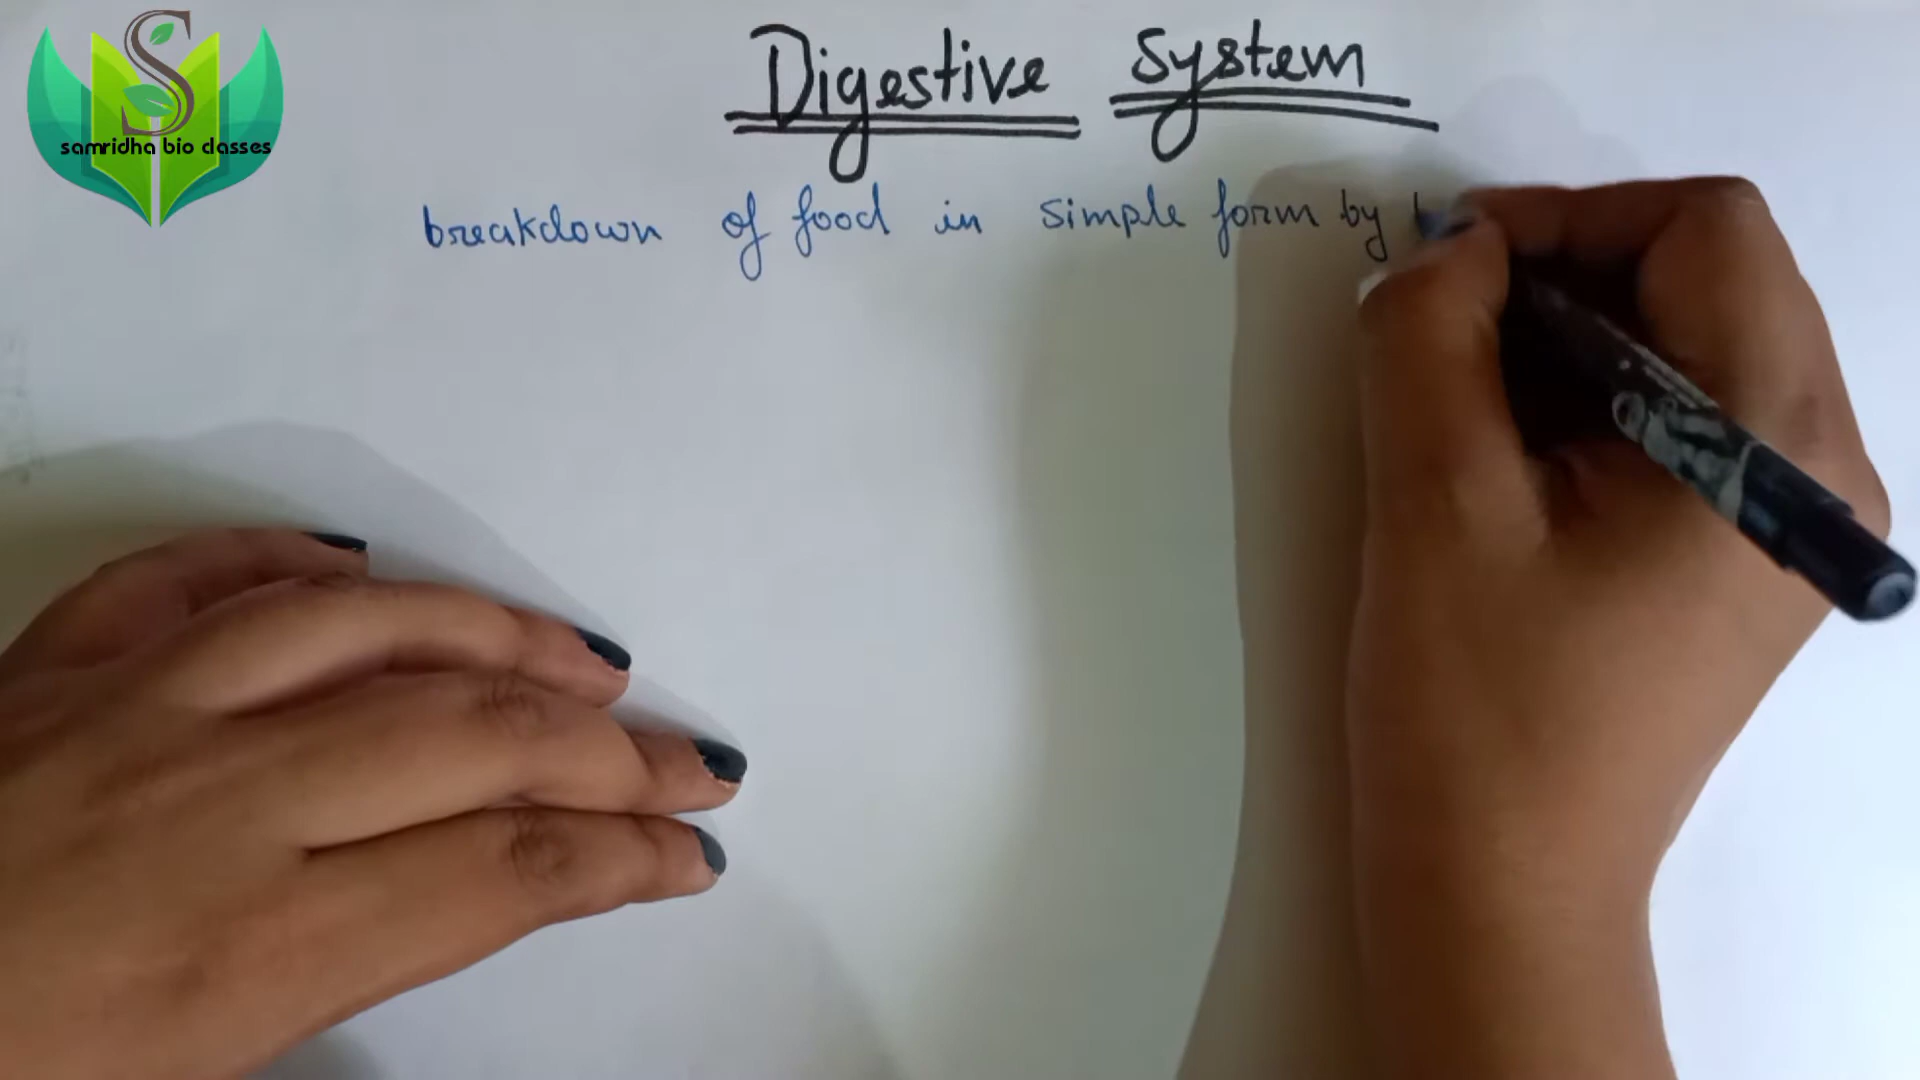 S
samridha bio classes
Digestive System
breakdown of food in simple form by